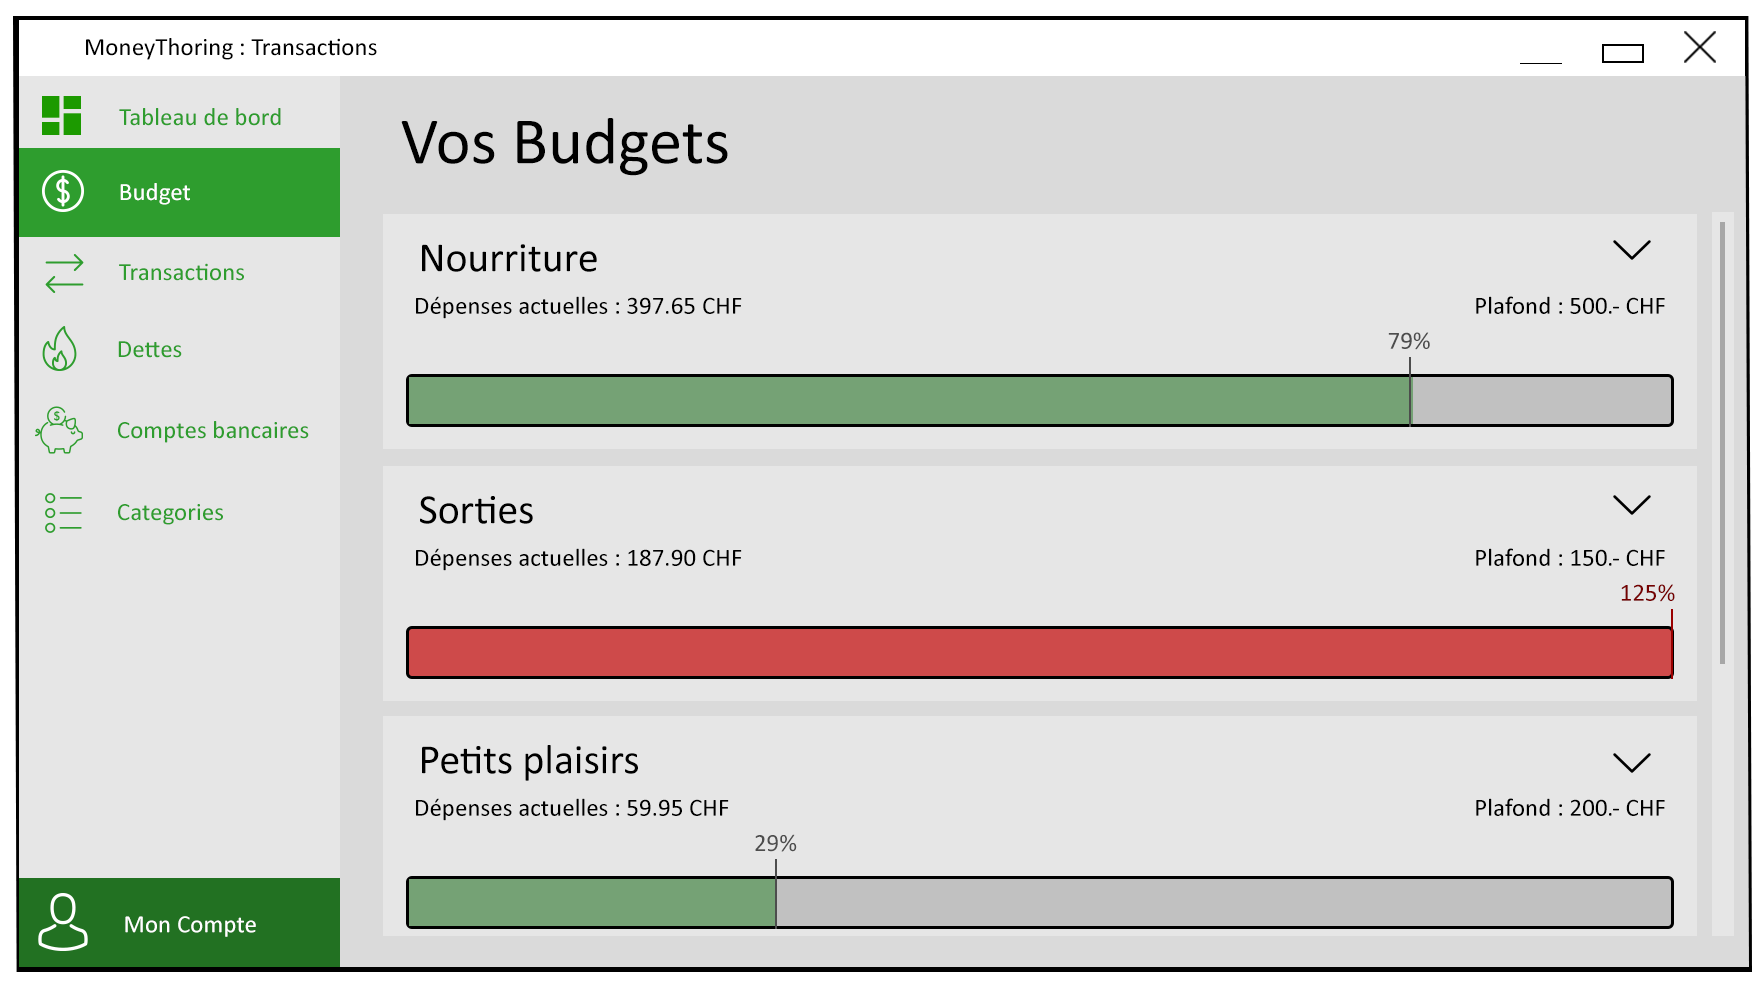 MoneyThoring : Transactions
Tableau de bord
Budget
Transactions
Dettes
Comptes bancaires
Categories
Mon Compte
Vos Budgets
Nourriture
Dépenses actuelles : 397.65 CHF
Plafond : 500.- CHF
79%
Sorties
Dépenses actuelles : 187.90 CHF
Plafond : 150.- CHF
125%
Petits plaisirs
Dépenses actuelles : 59.95 CHF
Plafond : 200.- CHF
29%